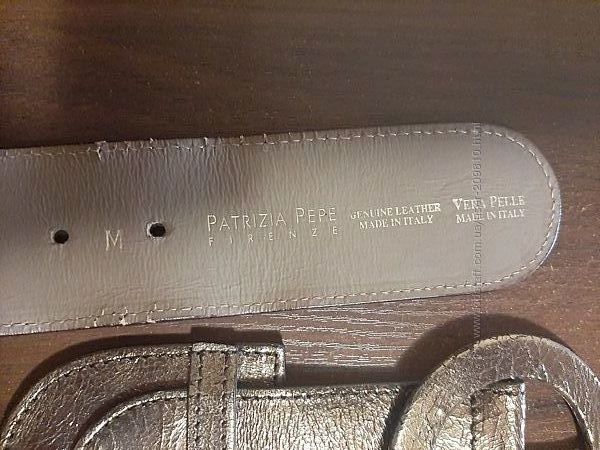 M
PATRIZIA PEPE
FIRENZE
GENUINE LEATHER
MADE IN ITALY
VERA PELLE
MADE IN ITALY